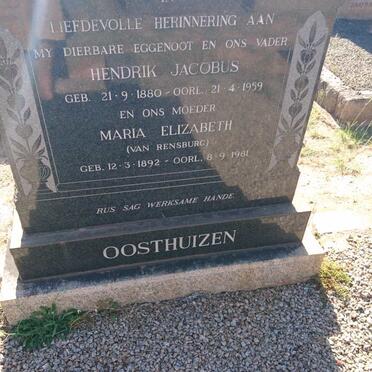 IN
LIEFDEVOLLE HERINNERING AAN
MY DIERBARE EGGENOOT EN ONS VADER
HENDRIK JACOBUS
GEB. 21-9-1880-OORL. 21-4-1959
EN ONS MOEDER
MARIA ELIZABETH
(VAN RENSBURG)
GEB. 12-3-1892-OORL. 8-9-1981
RUS SAG WERKSAME HANDE
OOSTHUIZEN